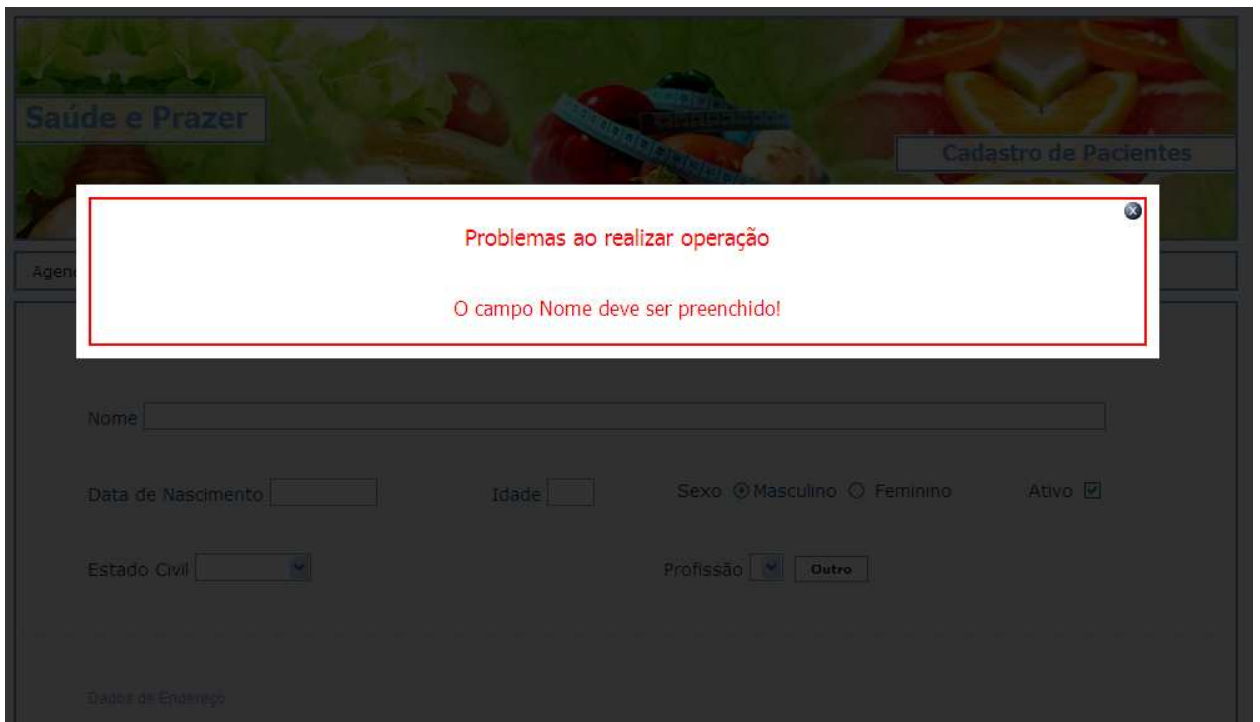 Saúde e Prazer
Cadastro de Pacientes
Problemas ao realizar operação
O campo Nome deve ser preenchido!
Agen
Nome
Data de Nascimento Idade Sexo Masculino Feminino Ativo
Estado Civil Profissão Outro
Dados de Endereço